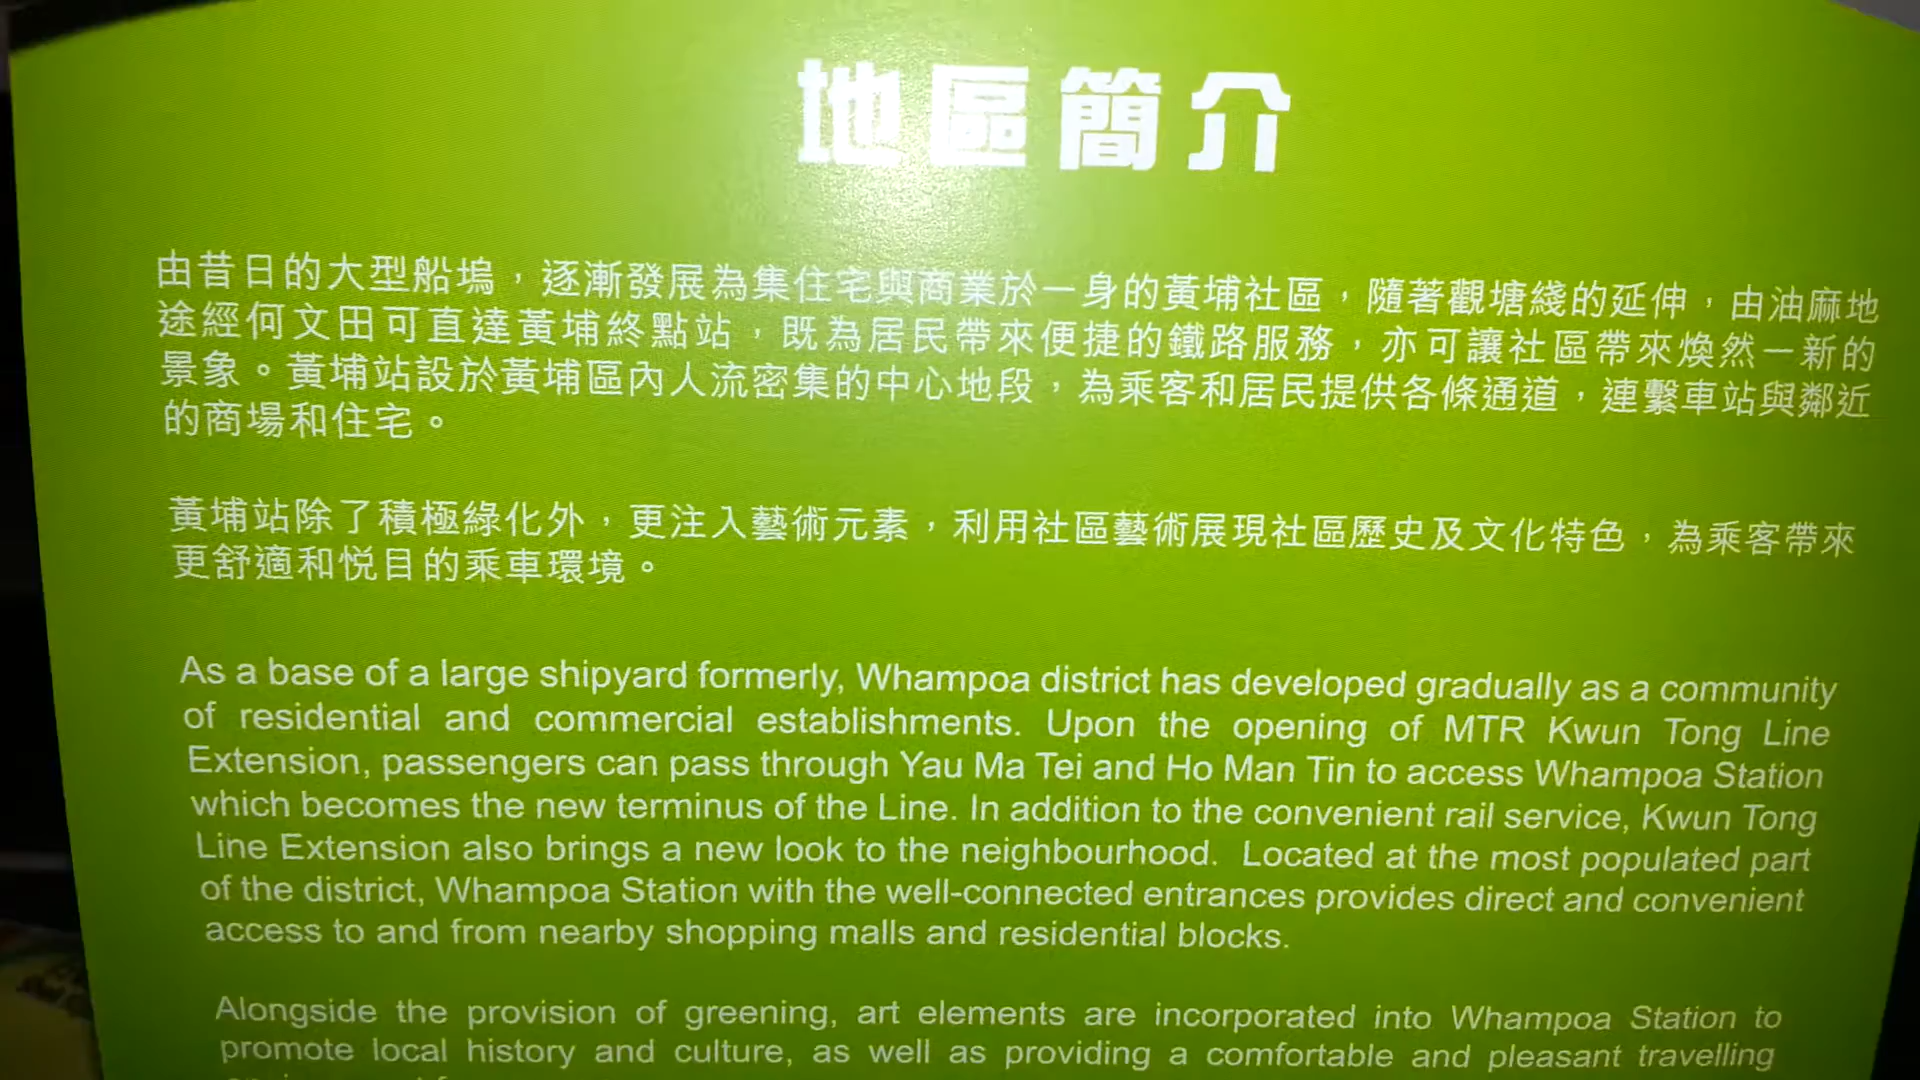 地區簡介
由昔日的大型船塢，逐漸發展為集住宅與商業於一身的黃埔社區，隨著觀塘綫的延伸，由油麻地
途經何文田可直達黃埔終點站，既為居民帶來便捷的鐵路服務，亦可讓社區帶來煥然一新的
景象。黃埔站設於黃埔區內人流密集的中心地段，為乘客和居民提供各條通道，連繫車站與鄰近
的商場和住宅。
黃埔站除了積極綠化外，更注入藝術元素，利用社區藝術展現社區歷史及文化特色，為乘客帶來
更舒適和悅目的乘車環境。
As a base of a large shipyard formerly, Whampoa district has developed gradually as a community
of residential and commercial establishments. Upon the opening of MTR Kwun Tong Line
Extension, passengers can pass through Yau Ma Tei and Ho Man Tin to access Whampoa Station
which becomes the new terminus of the Line. In addition to the convenient rail service, Kwun Tong
Line Extension also brings a new look to the neighbourhood. Located at the most populated part
of the district, Whampoa Station with the well-connected entrances provides direct and convenient
access to and from nearby shopping malls and residential blocks.
Alongside the provision of greening, art elements are incorporated into Whampoa Station to
promote local history and culture, as well as providing a comfortable and pleasant travelling